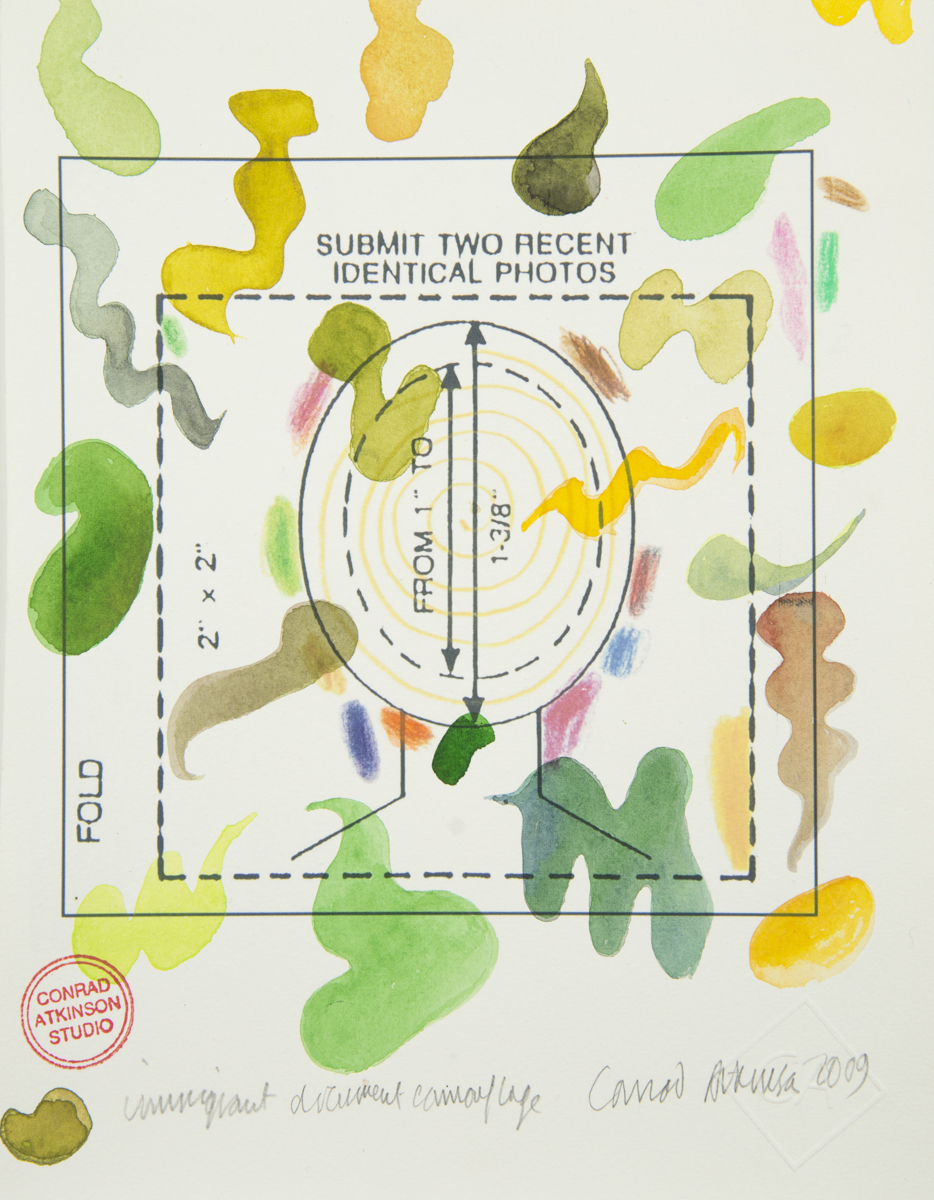 SUBMIT TWO RECENT
IDENTICAL PHOTOS
FROM 1" TO
1-3/8"
2" x 2"
FOLD
CONRAD
ATKINSON
STUDIO
immigrant document camouflage Conrad Atkinson 2009